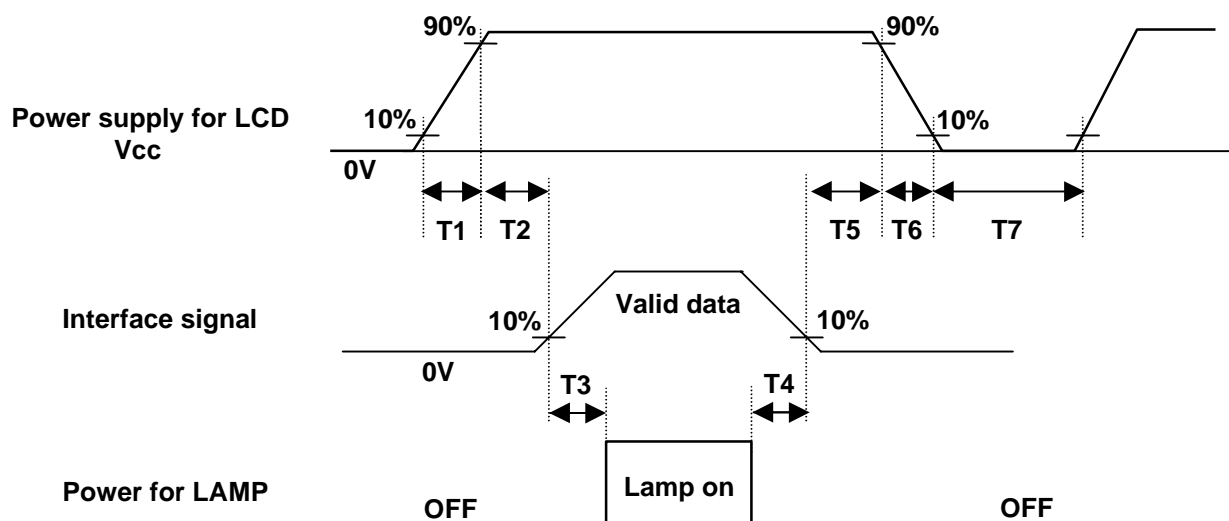 90%
90%
Power supply for LCD
Vcc
10%
10%
0V
T1
T2
T5
T6
T7
Interface signal
Valid data
10%
10%
0V
T3
T4
Power for LAMP
OFF
Lamp on
OFF